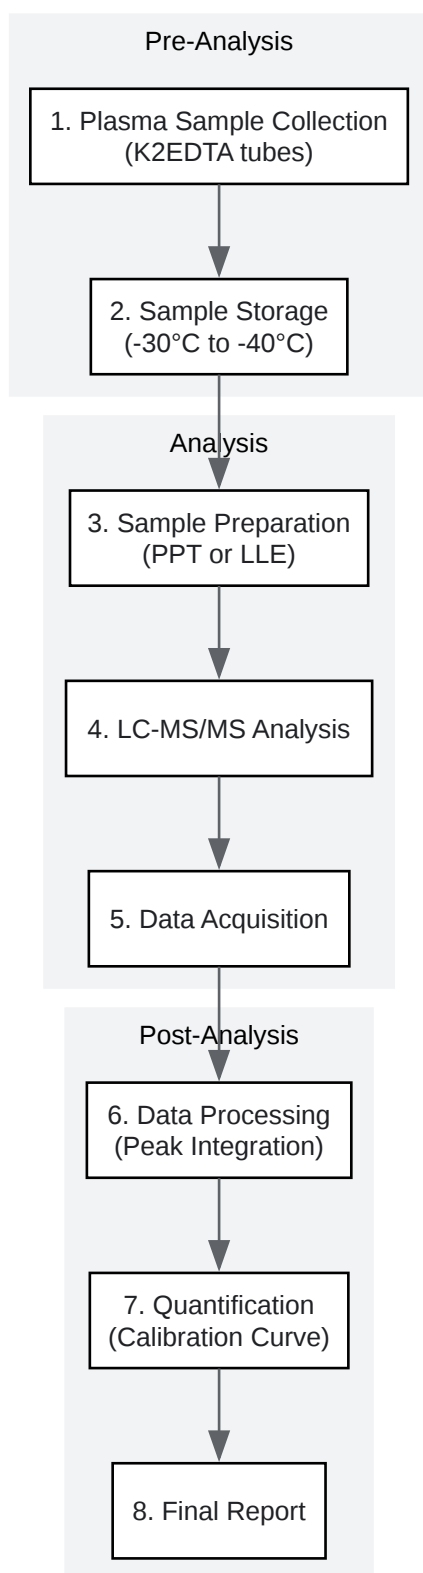 Pre-Analysis
1. Plasma Sample Collection
(K2EDTA tubes)
2. Sample Storage
(-30°C to -40°C)
Analysis
3. Sample Preparation
(PPT or LLE)
4. LC-MS/MS Analysis
5. Data Acquisition
Post-Analysis
6. Data Processing
(Peak Integration)
7. Quantification
(Calibration Curve)
8. Final Report